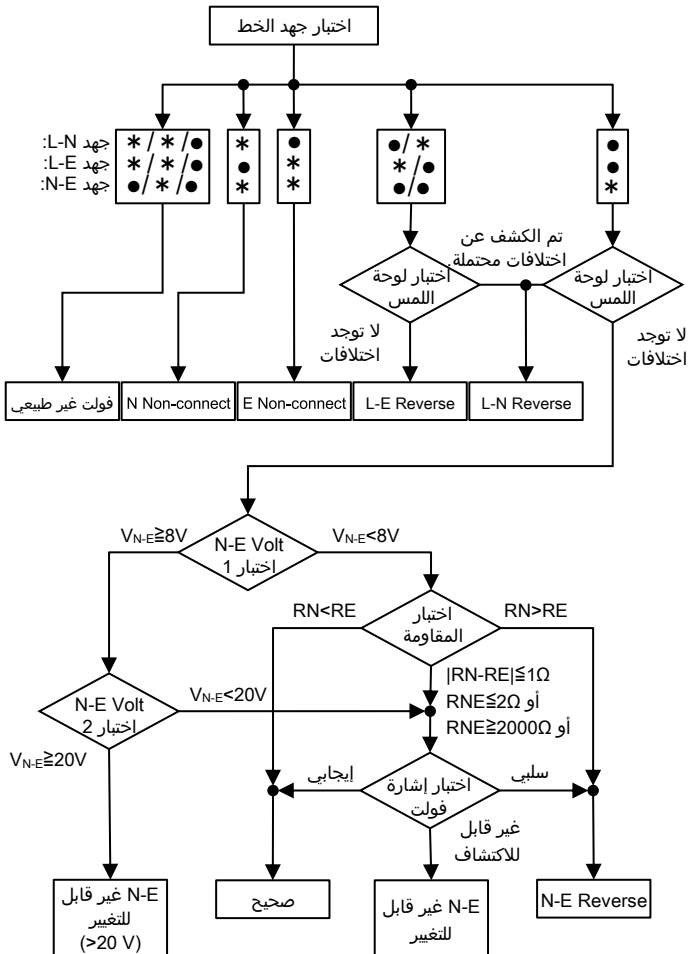 اختبار جهد الخط
جهد L-N:
جهد L-E:
جهد N-E:
*/*/●
*/*/●
●/*/●
*
●
*
●
*
*
●/*
*/●
●/●
●
●
*
تم الكشف عن
اختلافات محتملة.
اختبار لوحة
اللمس
اختبار لوحة
اللمس
لا توجد
اختلافات
لا توجد
اختلافات
فولت غير طبيعي
N Non-connect
E Non-connect
L-E Reverse
L-N Reverse
VN-E≧8V
N-E Volt
اختبار 1
VN-E<8V
RN<RE
اختبار
المقاومة
RN>RE
N-E Volt
اختبار 2
VN-E<20V
|RN-RE|≦1Ω
أو RNE≦2Ω
أو RNE≧2000Ω
VN-E≧20V
إيجابي
اختبار إشارة
فولت
سلبي
غير قابل
للاكتشاف
N-E غير قابل
للتغيير
(>20 V)
صحيح
N-E غير قابل
للتغيير
N-E Reverse